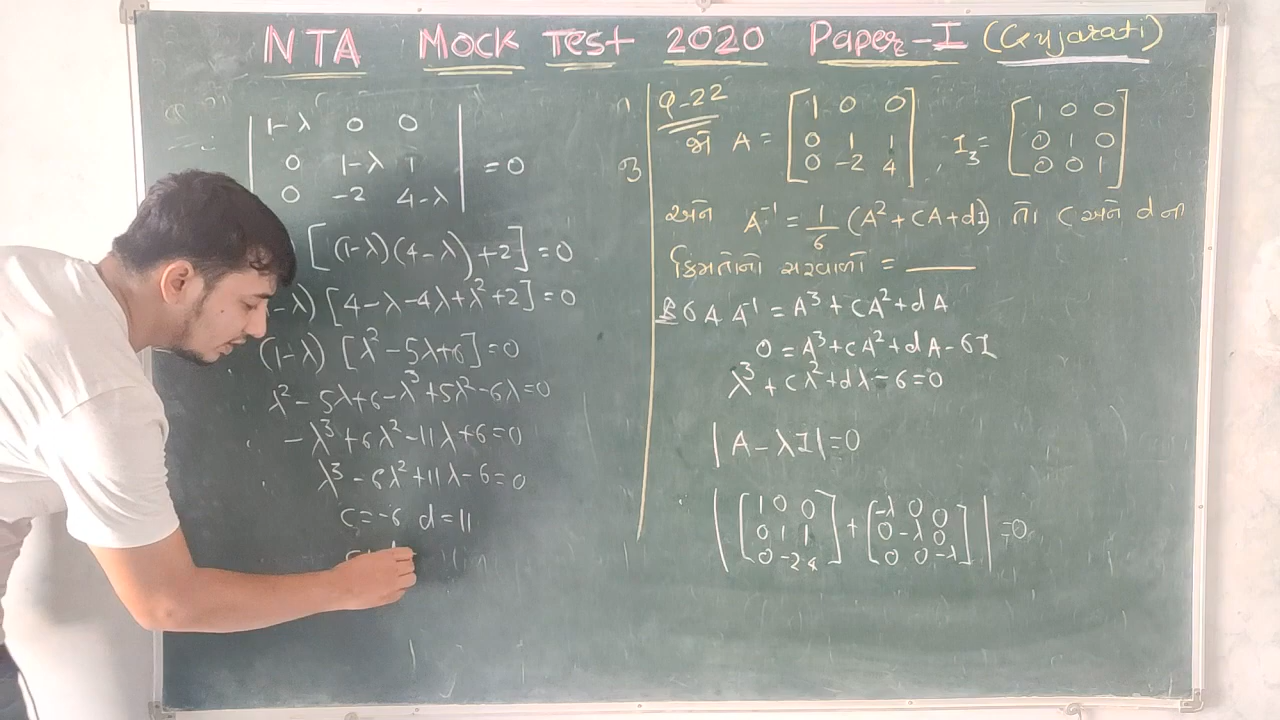 NTA Mock Test 2020 Paper-I (Gujarati)
Q-22
જો A = [1 0 0; 0 1 1; 0 -2 4], I₃ = [1 0 0; 0 1 0; 0 0 1]
અને A⁻¹ = 1/6 (A² + cA + dI) તો c અને d ના
કિંમતોનો સરવાળો = ____
6AA⁻¹ = A³ + cA² + dA
0 = A³ + cA² + dA - 6I
λ³ + cλ² + dλ - 6 = 0
|A - λI| = 0
|[1 0 0; 0 1 1; 0 -2 4] + [-λ 0 0; 0 -λ 0; 0 0 -λ]| = 0
|1-λ 0 0; 0 1-λ 1; 0 -2 4-λ| = 0
[(1-λ)(4-λ) + 2] = 0
-λ) [4 - λ - 4λ + λ² + 2] = 0
(1-λ) [λ² - 5λ + 6] = 0
λ² - 5λ + 6 - λ³ + 5λ² - 6λ = 0
-λ³ + 6λ² - 11λ + 6 = 0
λ³ - 6λ² + 11λ - 6 = 0
c = -6 d = 11